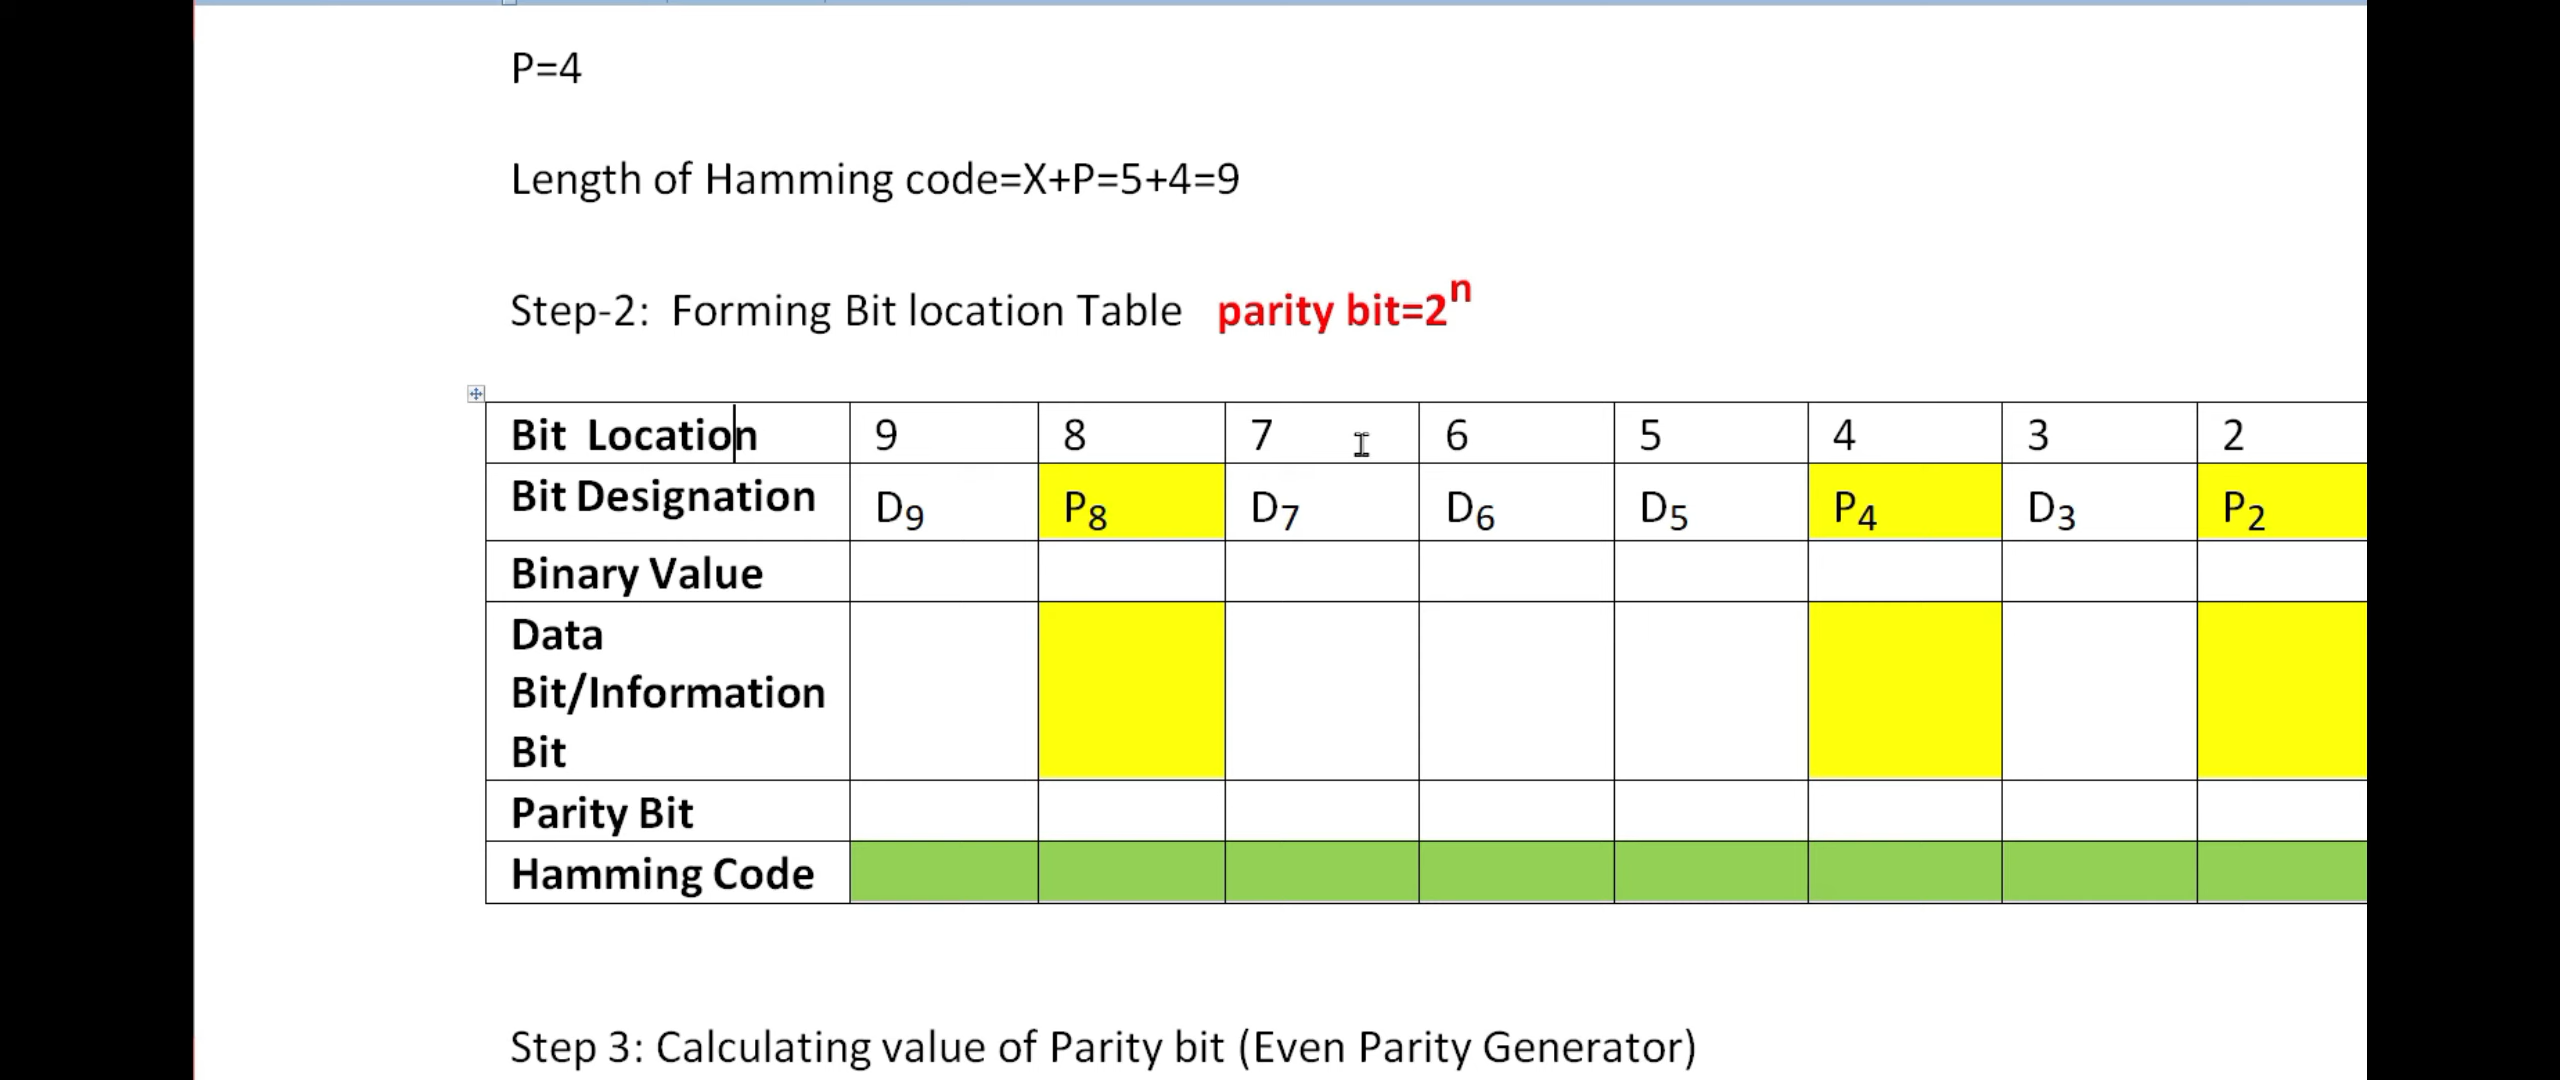 P=4
Length of Hamming code=X+P=5+4=9
Step-2: Forming Bit location Table parity bit=2ⁿ
Bit Location 9 8 7 6 5 4 3 2
Bit Designation D₉ P₈ D₇ D₆ D₅ P₄ D₃ P₂
Binary Value
Data
Bit/Information
Bit
Parity Bit
Hamming Code
Step 3: Calculating value of Parity bit (Even Parity Generator)